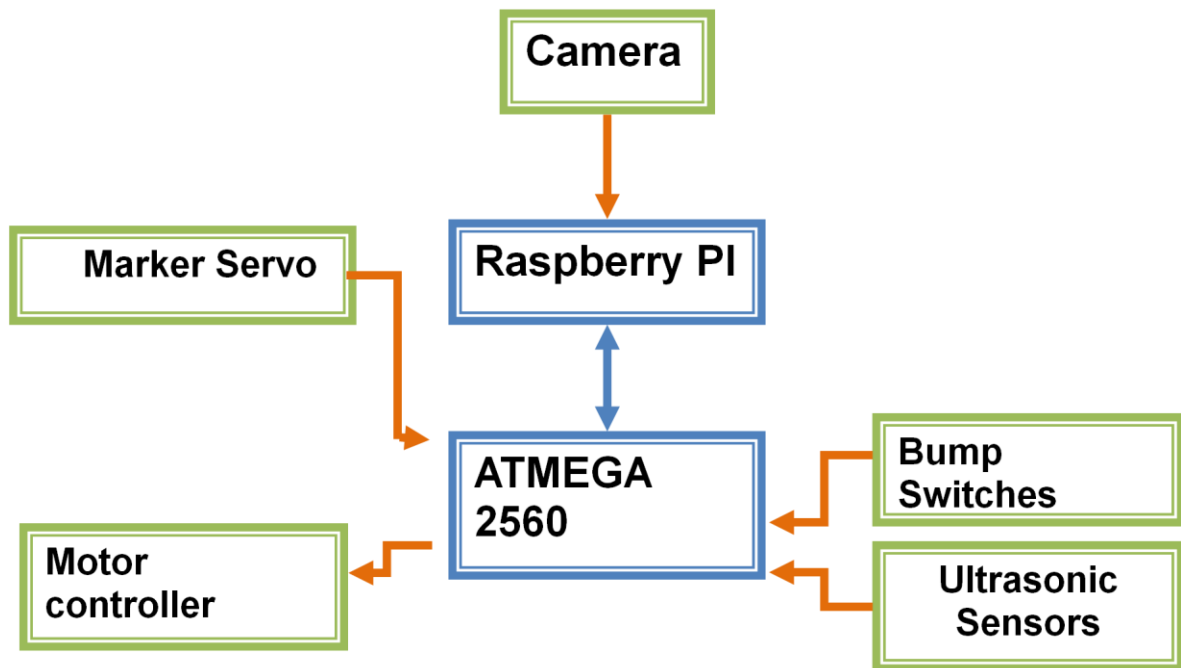 Camera
Marker Servo
Raspberry PI
ATMEGA
2560
Bump
Switches
Motor
controller
Ultrasonic
Sensors